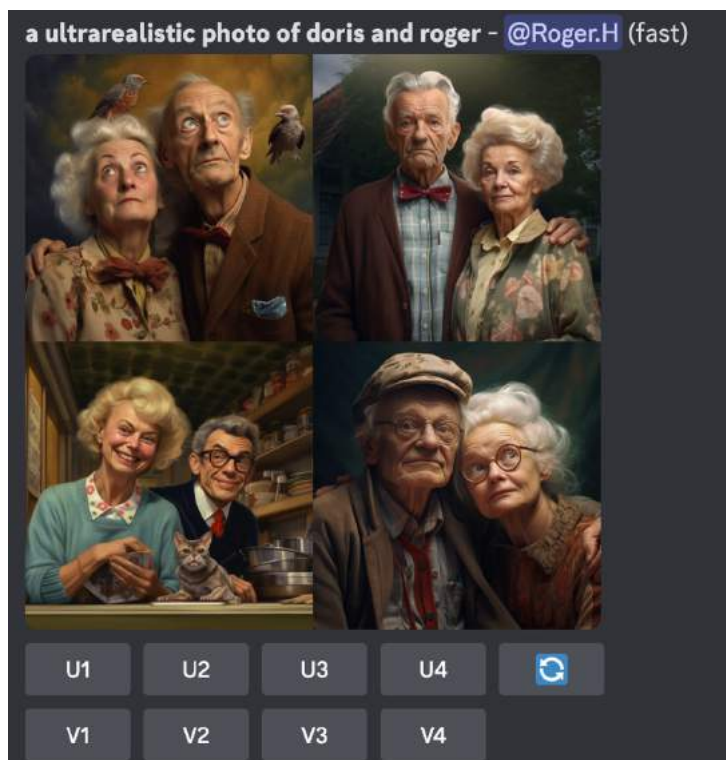 a ultrarealistic photo of doris and roger - @Roger.H (fast)
U1 U2 U3 U4
V1 V2 V3 V4